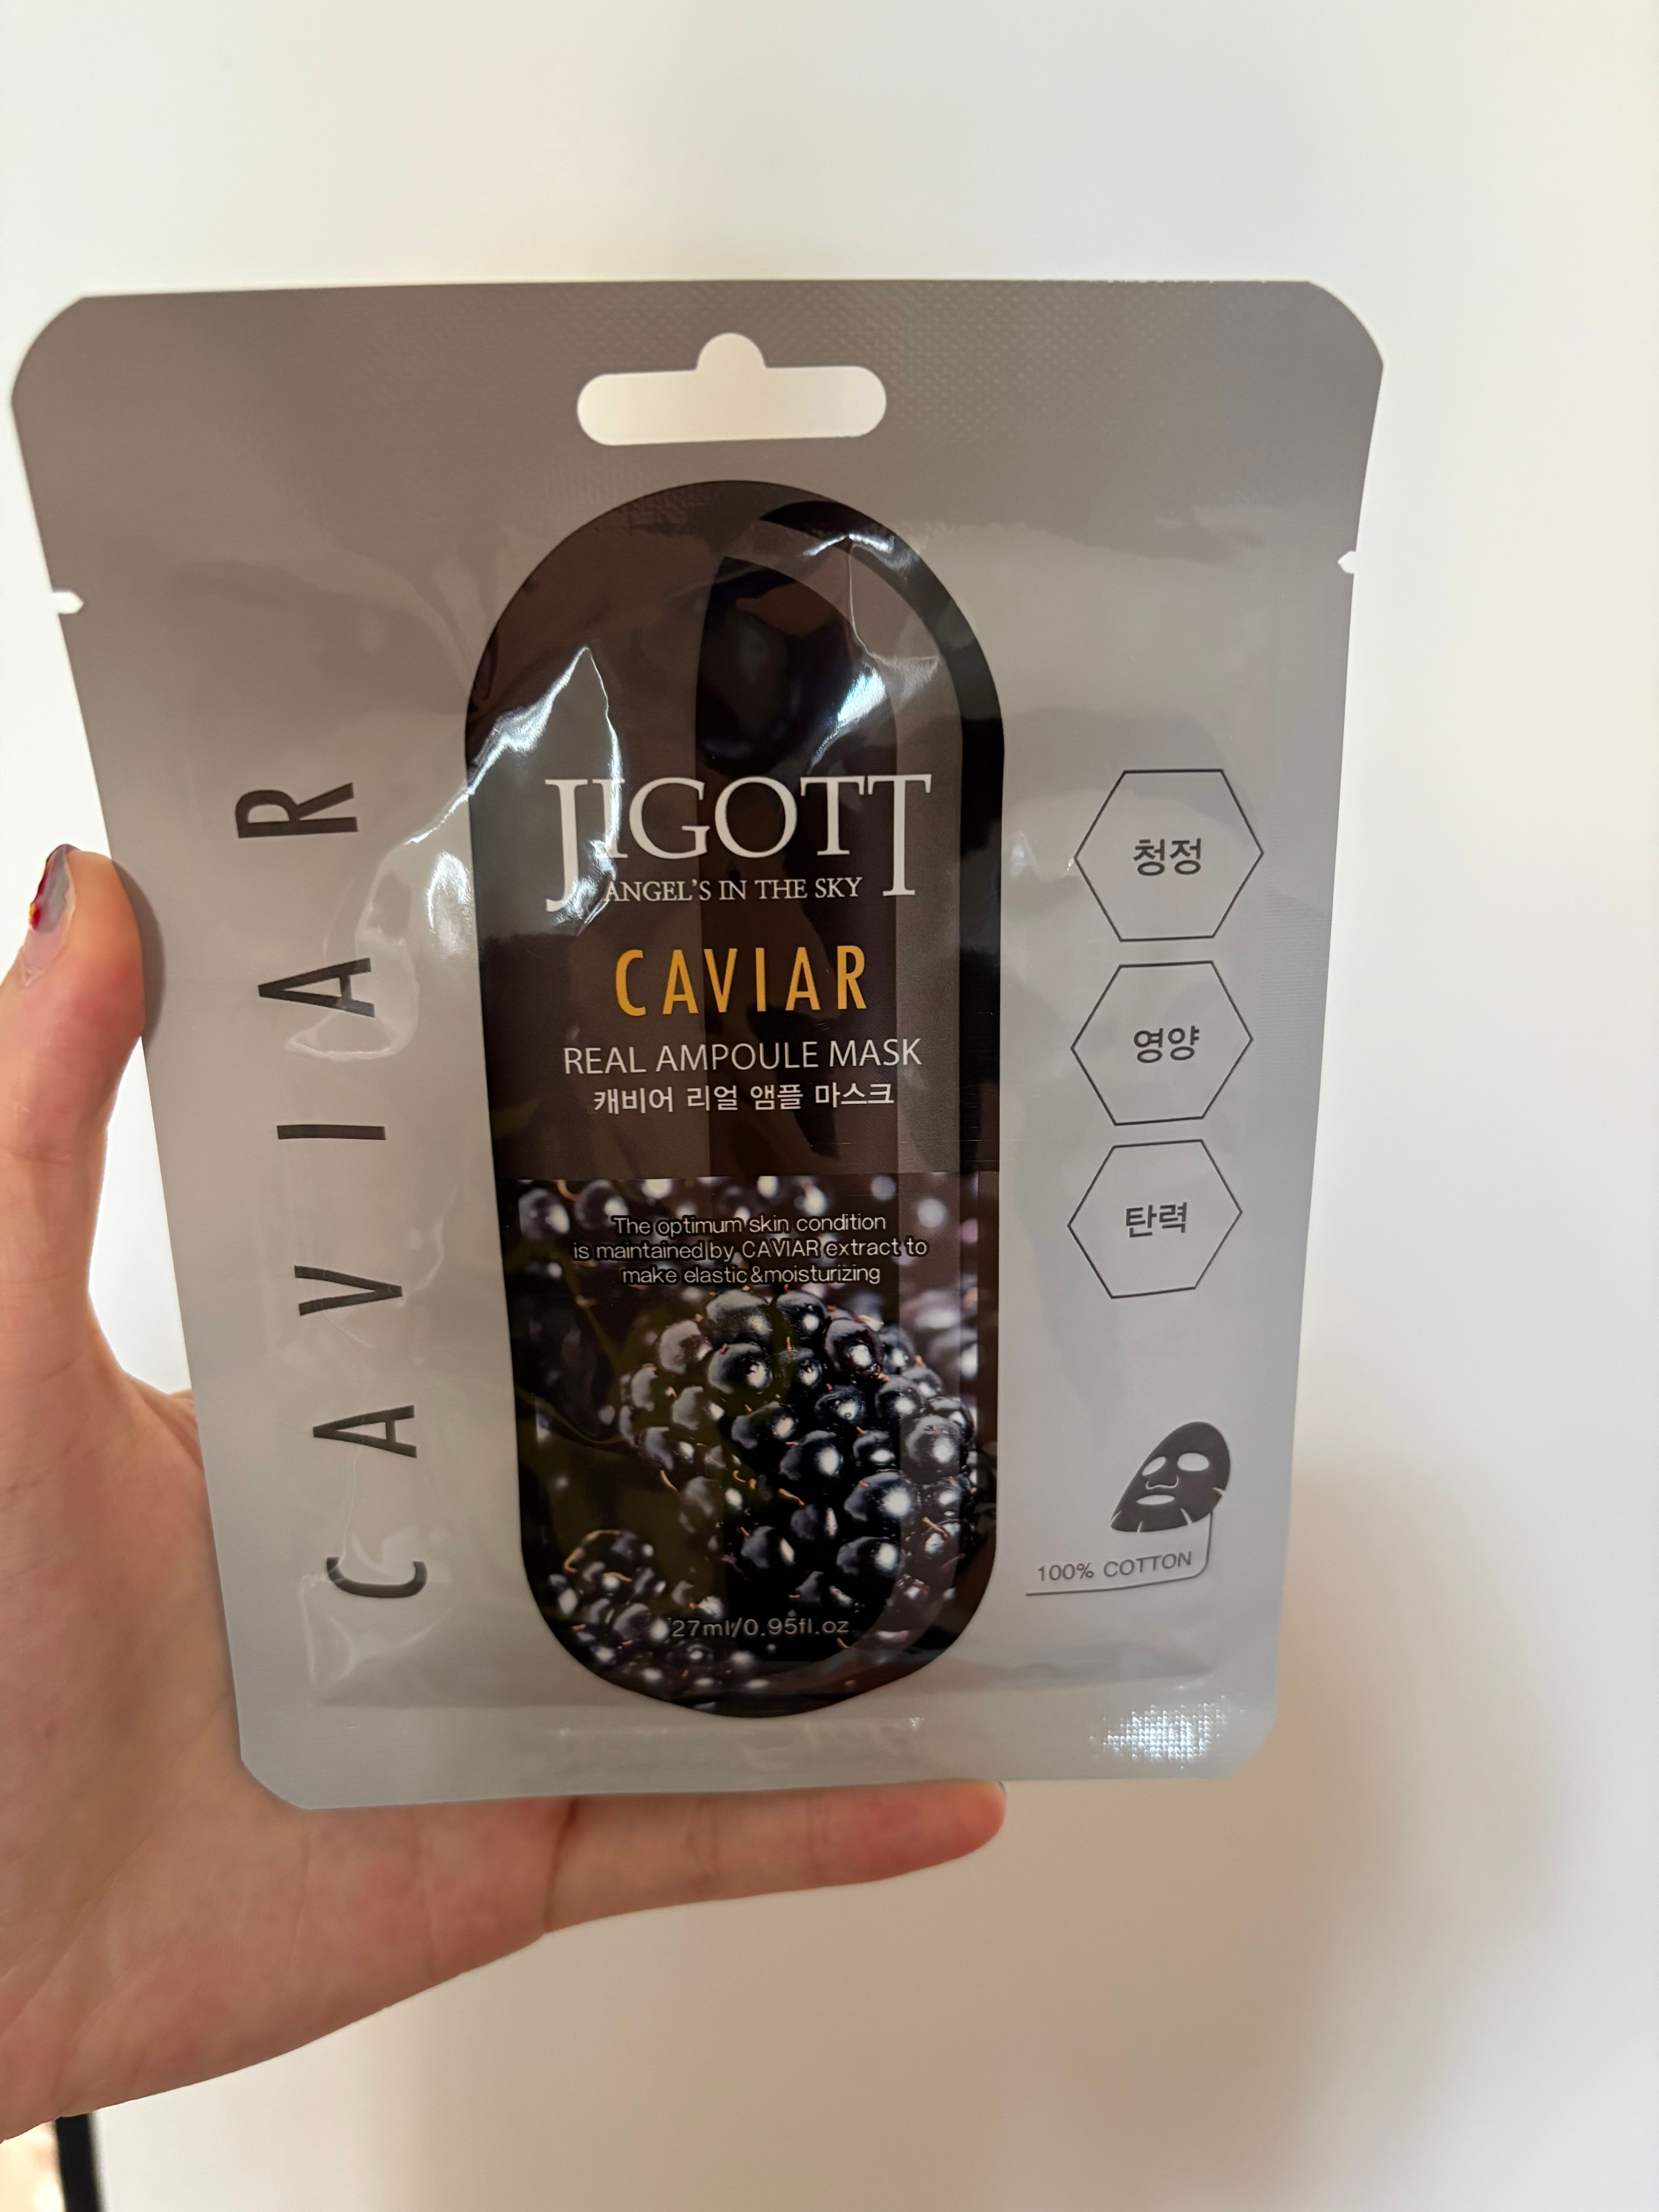 CAVIAR
JIGOTT
ANGEL'S IN THE SKY
CAVIAR
REAL AMPOULE MASK
캐비어 리얼 앰플 마스크
The optimum skin condition
is maintained by CAVIAR extract to
make elastic&moisturizing
27ml/0.95fl.oz
청정
영양
탄력
100% COTTON